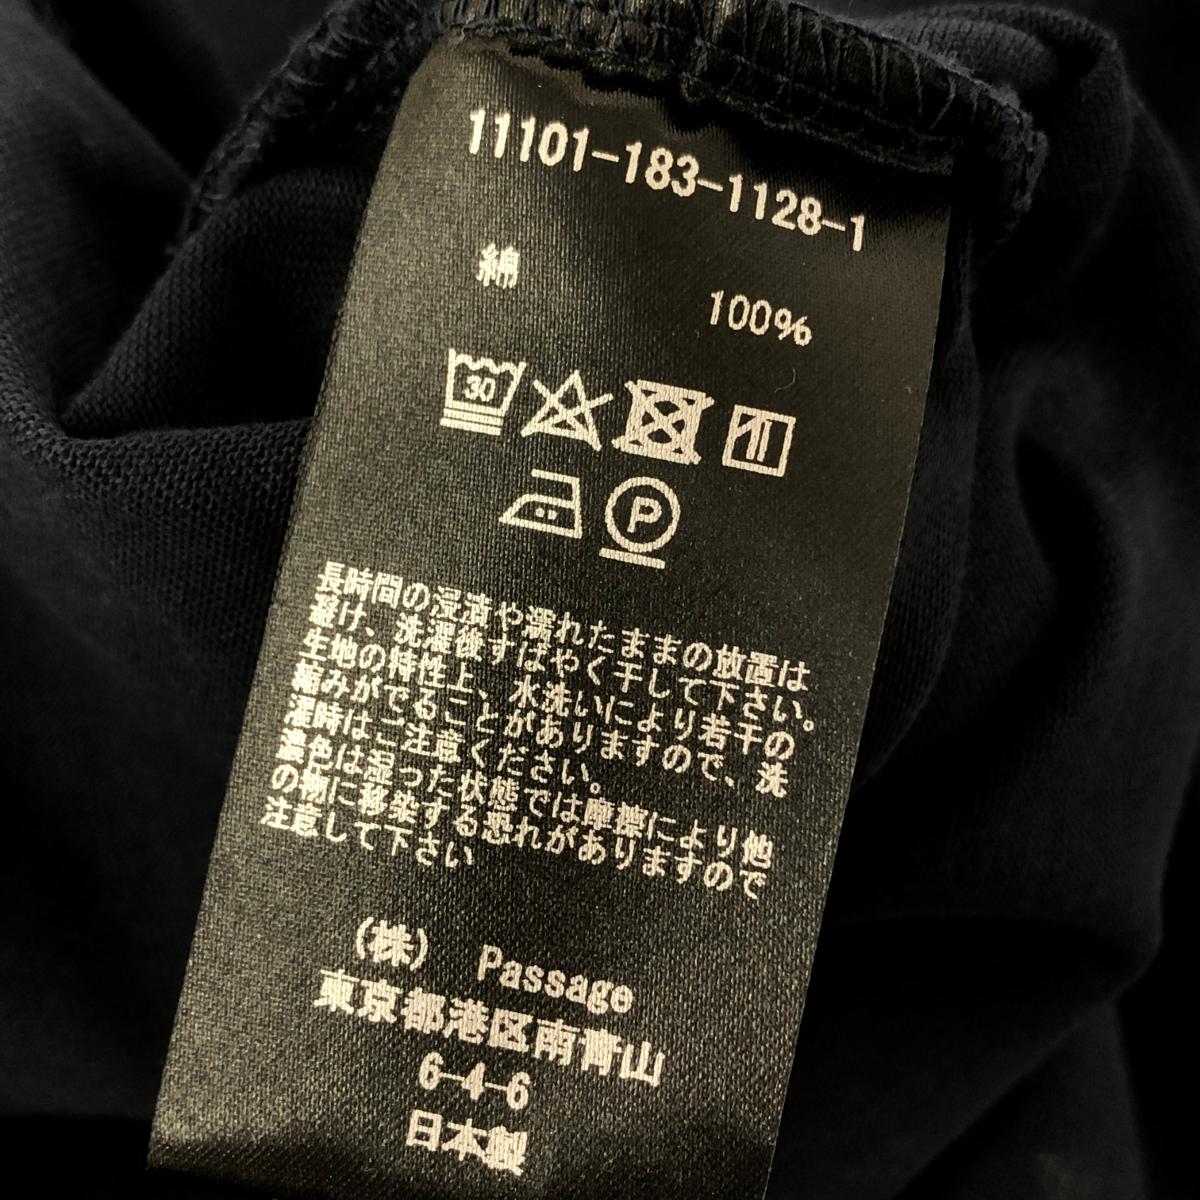 11101-183-1128-1
綿 100%
30
P
長時間の浸漬や濡れたままの放置は
避け、洗濯後すばやく干して下さい。
生地の特性上、水洗いにより若干の
縮みがでることがありますので、洗
濯時はご注意ください。
濃色は湿った状態では摩擦により他
の物に移染する恐れがありますので
注意して下さい
(株) Passage
東京都港区南青山
6-4-6
日本製